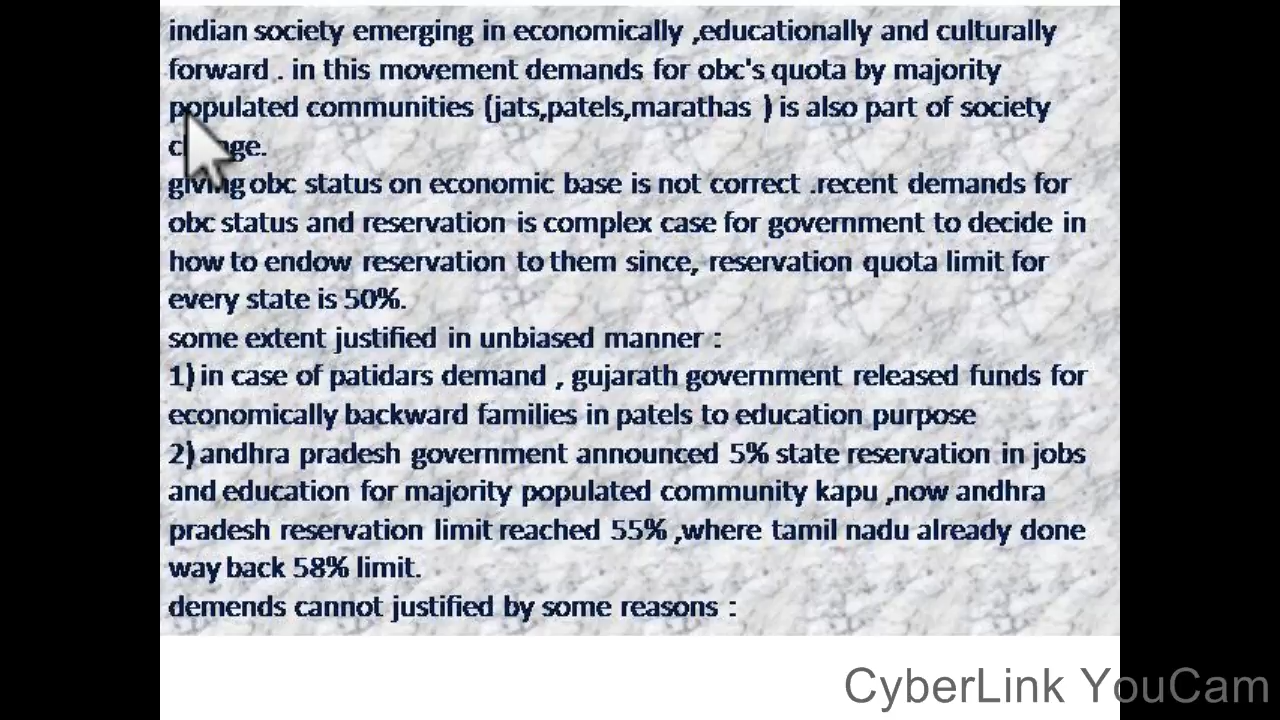 indian society emerging in economically ,educationally and culturally
forward . in this movement demands for obc's quota by majority
populated communities (jats,patels,marathas ) is also part of society
giving obc status on economic base is not correct .recent demands for
obc status and reservation is complex case for government to decide in
how to endow reservation to them since, reservation quota limit for
every state is 50%.
some extent justified in unbiased manner :
1) in case of patidars demand , gujarath government released funds for
economically backward families in patels to education purpose
2) andhra pradesh government announced 5% state reservation in jobs
and education for majority populated community kapu ,now andhra
pradesh reservation limit reached 55% ,where tamil nadu already done
way back 58% limit.
demends cannot justified by some reasons :
CyberLink YouCam